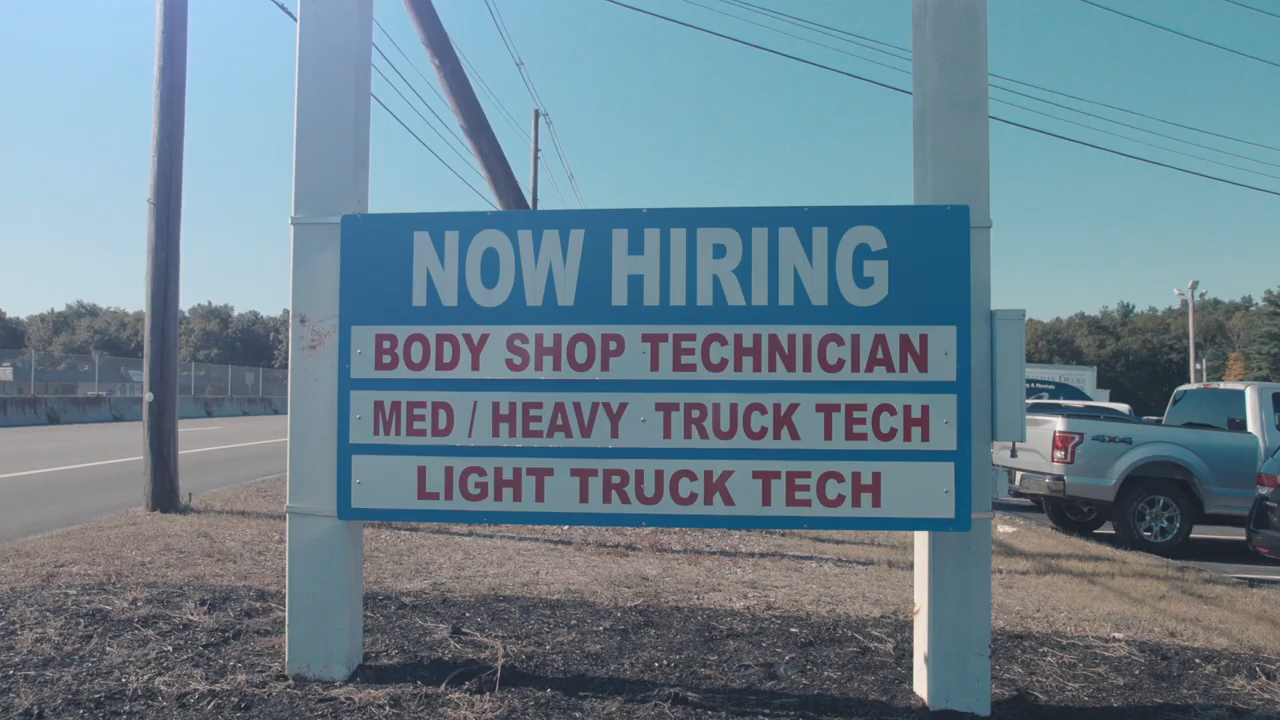 NOW HIRING
BODY SHOP TECHNICIAN
MED / HEAVY TRUCK TECH
LIGHT TRUCK TECH
4x4